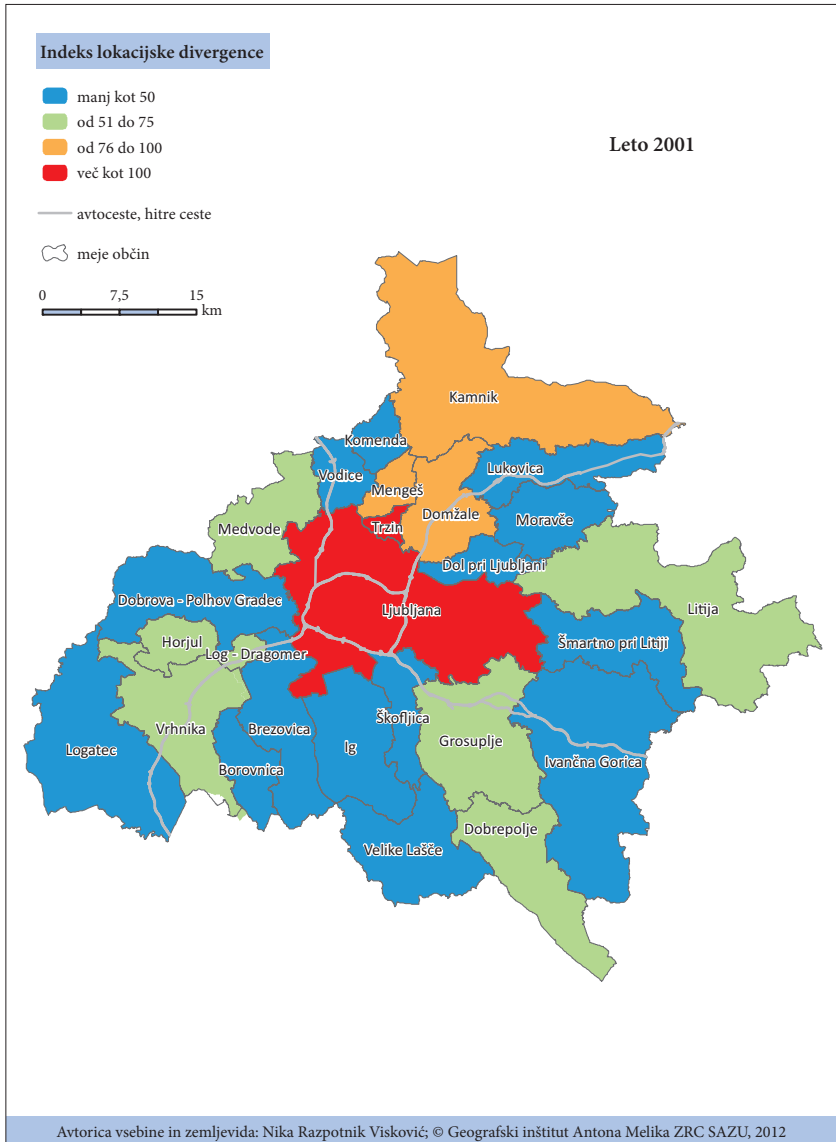 Indeks lokacijske divergence
manj kot 50
od 51 do 75
od 76 do 100
več kot 100
avtoceste, hitre ceste
meje občin
0 7,5 15
km
Leto 2001
Kamnik
Komenda
Lukovica
Vodice
Mengeš
Domžale
Moravče
Trzin
Medvode
Dol pri Ljubljani
Dobrova - Polhov Gradec
Ljubljana
Litija
Horjul
Šmartno pri Litiji
Log - Dragomer
Škofljica
Vrhnika
Brezovica
Grosuplje
Logatec
Ig
Ivančna Gorica
Borovnica
Dobrepolje
Velike Lašče
Avtorica vsebine in zemljevida: Nika Razpotnik Visković; © Geografski inštitut Antona Melika ZRC SAZU, 2012